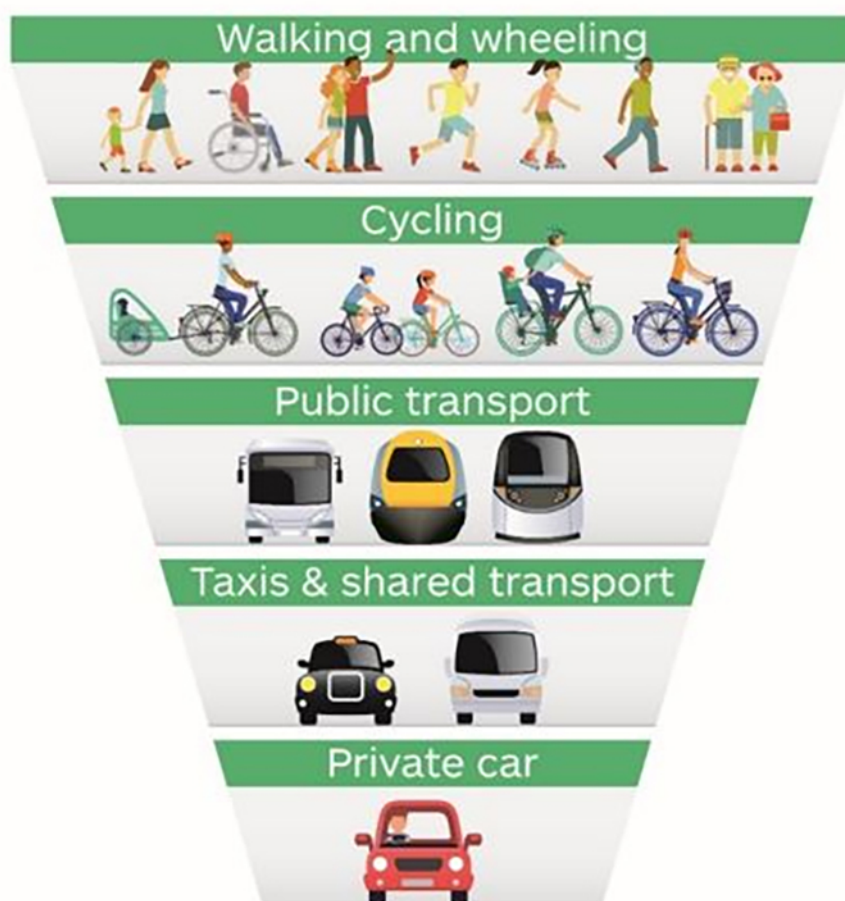 Walking and wheeling
Cycling
Public transport
Taxis & shared transport
Private car